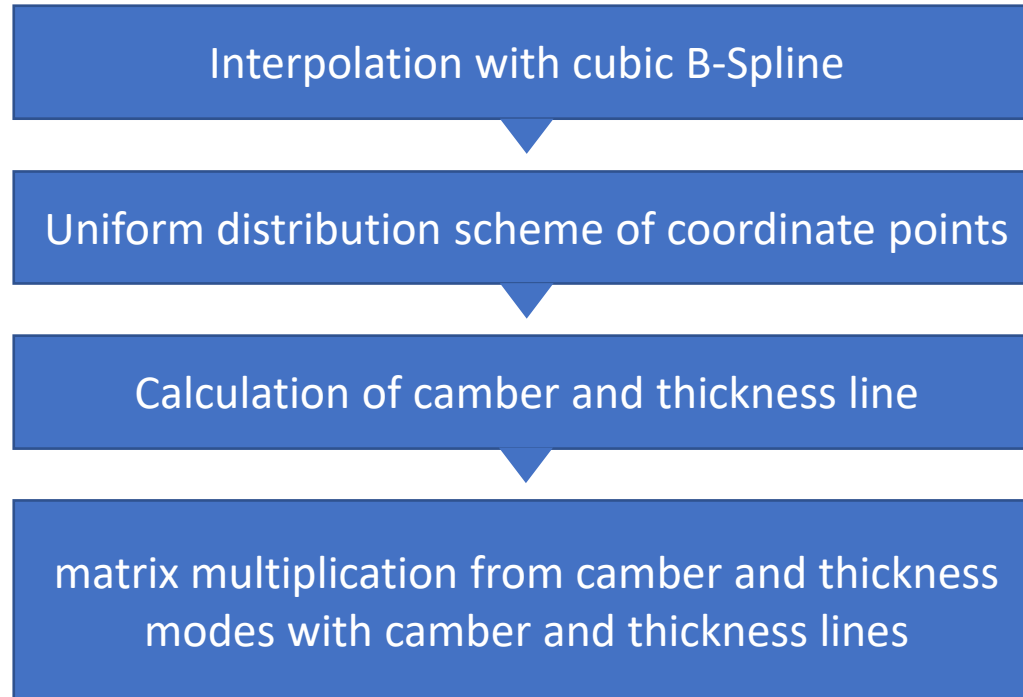 Interpolation with cubic B-Spline
Uniform distribution scheme of coordinate points
Calculation of camber and thickness line
matrix multiplication from camber and thickness
modes with camber and thickness lines